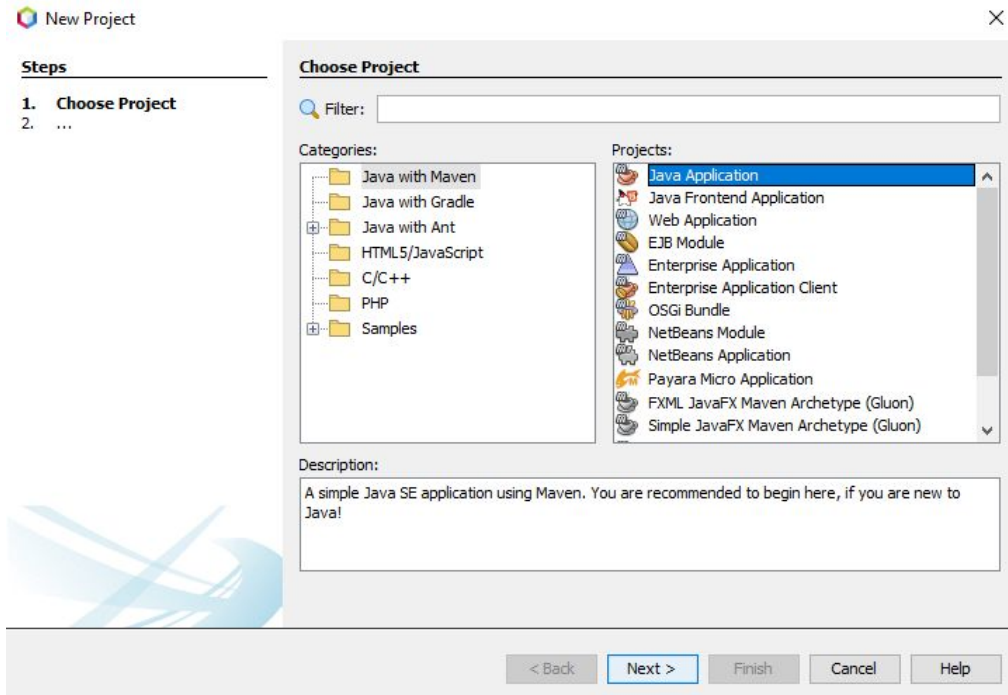 New Project
Steps
1. Choose Project
2. ...
Choose Project
Filter:
Categories:
Java with Maven
Java with Gradle
Java with Ant
HTML5/JavaScript
C/C++
PHP
Samples
Projects:
Java Application
Java Frontend Application
Web Application
EJB Module
Enterprise Application
Enterprise Application Client
OSGi Bundle
NetBeans Module
NetBeans Application
Payara Micro Application
FXML JavaFX Maven Archetype (Gluon)
Simple JavaFX Maven Archetype (Gluon)
Description:
A simple Java SE application using Maven. You are recommended to begin here, if you are new to
Java!
< Back Next > Finish Cancel Help